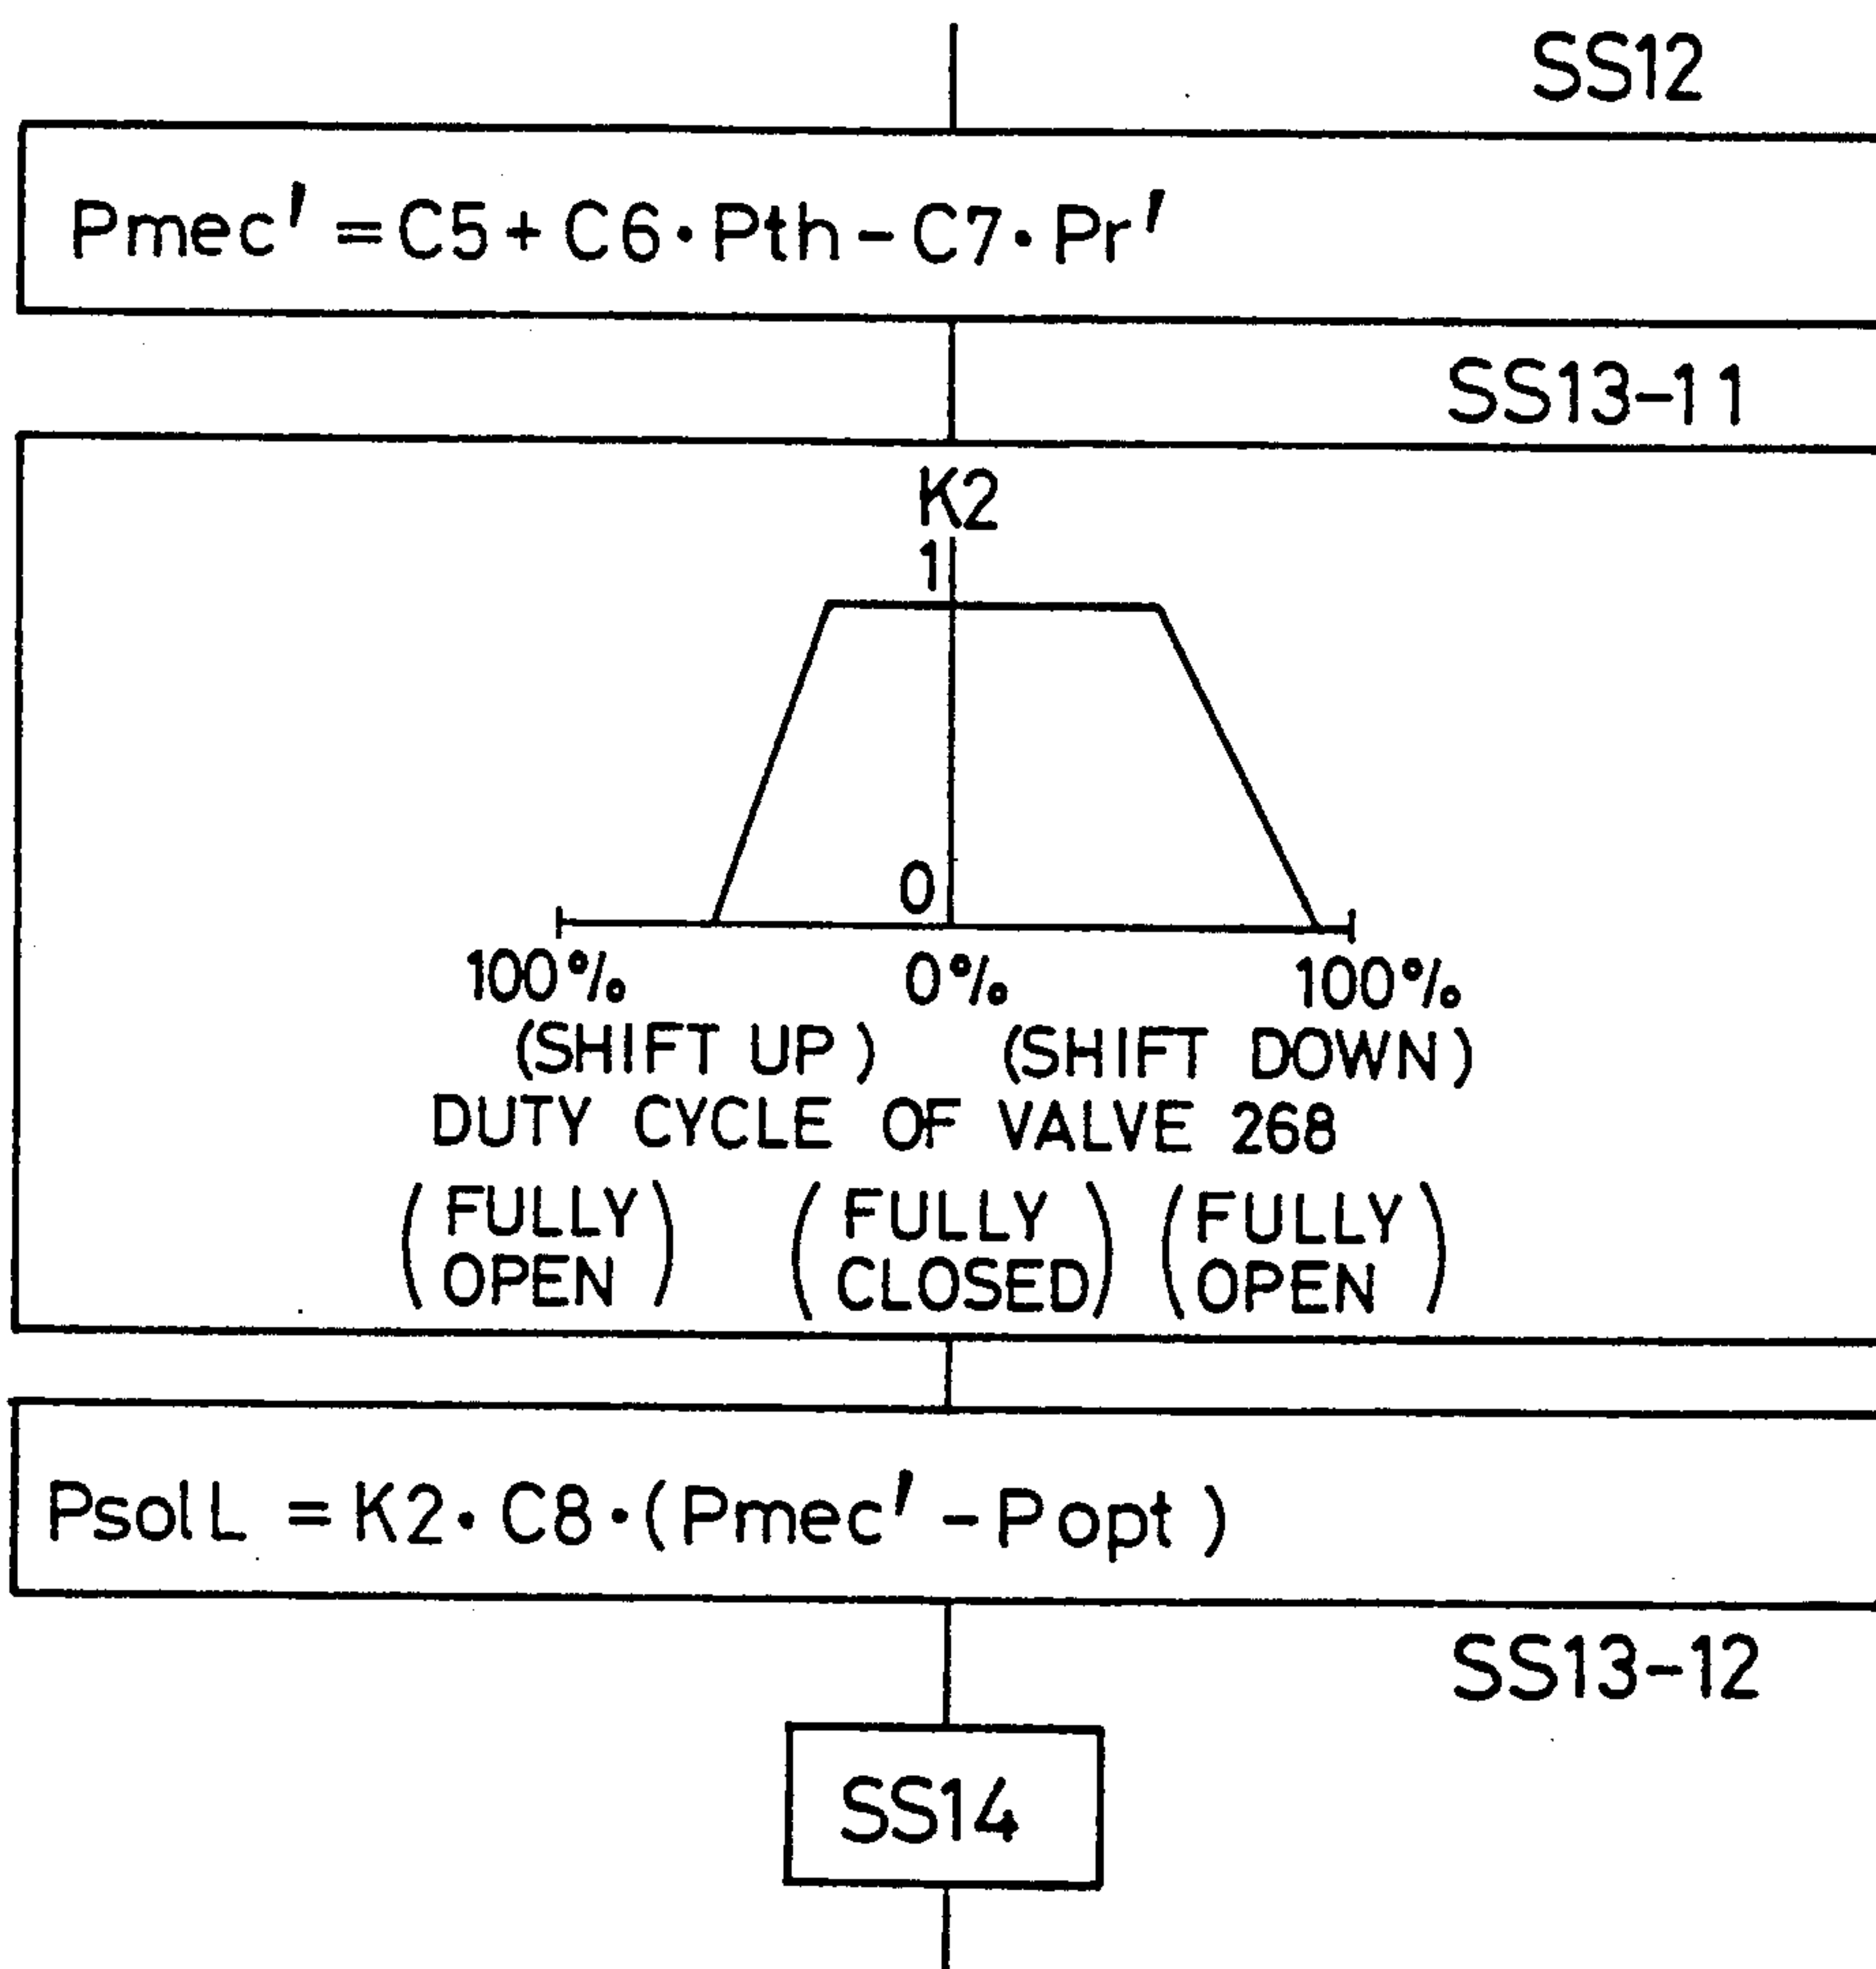 SS12
Pmec' = C5 + C6・Pth - C7・Pr'
SS13-11
K2
1
0
100% 0% 100%
(SHIFT UP) (SHIFT DOWN)
DUTY CYCLE OF VALVE 268
(FULLY OPEN) (FULLY CLOSED) (FULLY OPEN)
PsolL = K2・C8・(Pmec' - Popt)
SS13-12
SS14